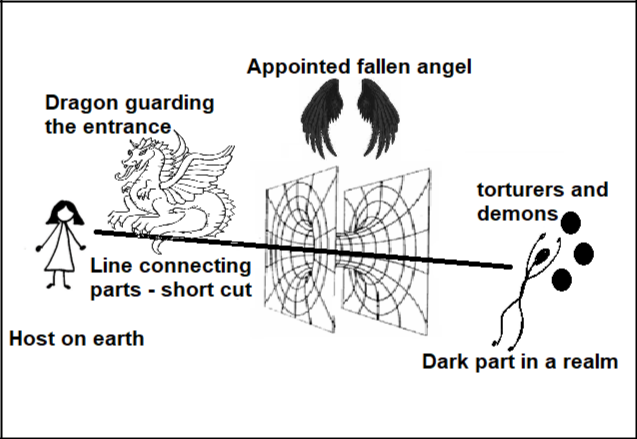 Appointed fallen angel
Dragon guarding
the entrance
torturers and
demons
Line connecting
parts - short cut
Host on earth
Dark part in a realm